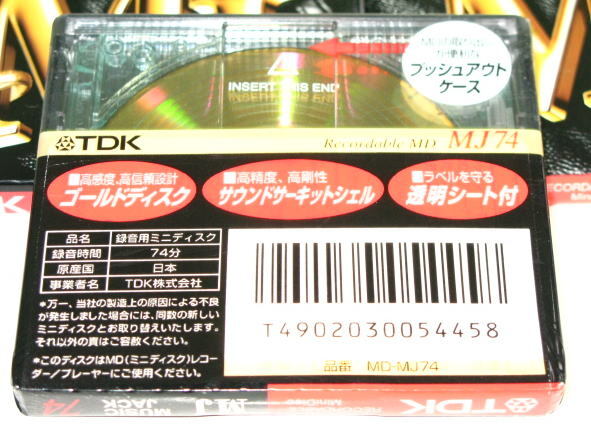 INSERT THIS END
プッシュアウト
ケース
TDK
Recordable MD MJ74
■高感度、高信頼設計
ゴールドディスク
■高精度、高剛性
サウンドサーキットシェル
■ラベルを守る
透明シート付
品名 録音用ミニディスク
録音時間 74分
原産国 日本
事業者名 TDK株式会社
*万一、当社の製造上の原因による不良
が発生しました場合には、同数の新しい
ミニディスクとお取り替えいたします。
それ以外の責はご容赦ください。
*このディスクはMD(ミニディスク)レコー
ダー/プレーヤーにご使用ください。
T4902030054458
品番 MD-MJ74
TDK
MiniDisc
MJ
MUSIC
JACK
74